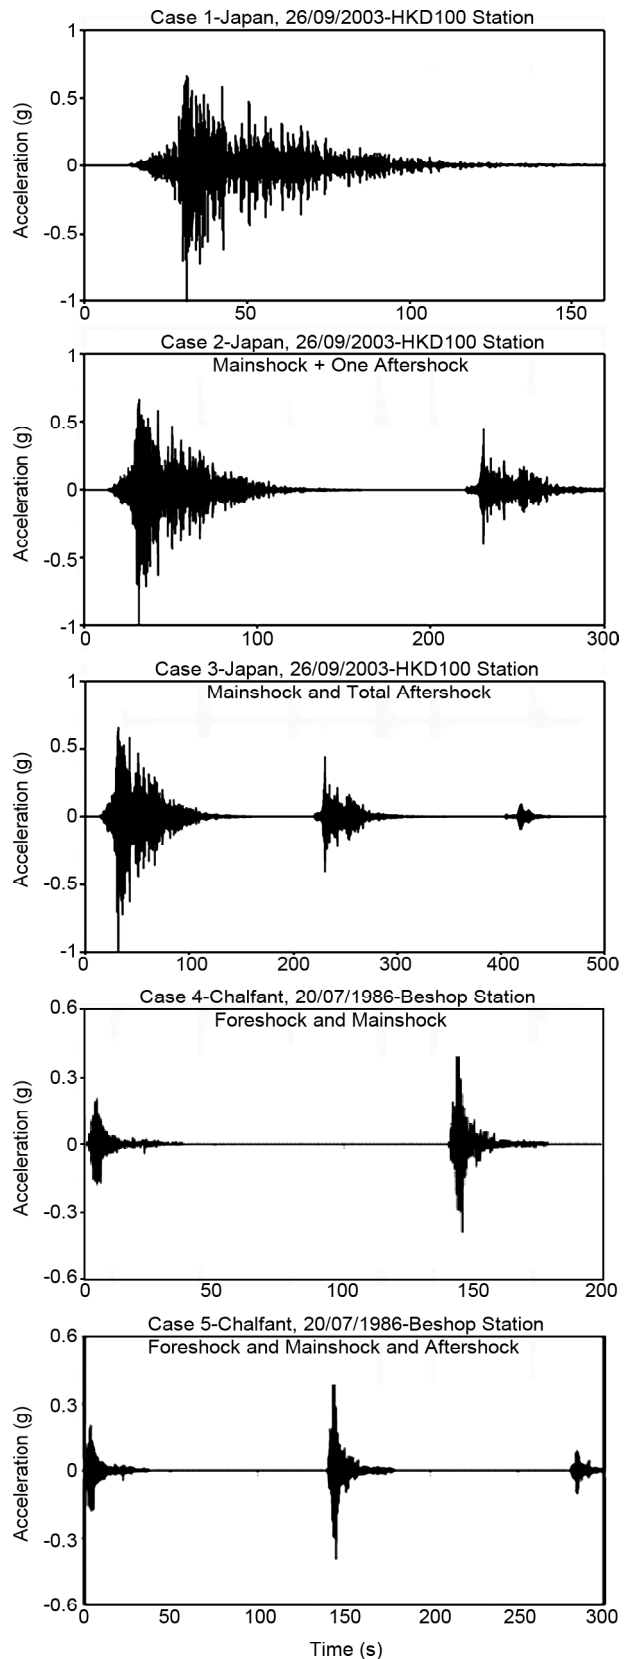 Case 1-Japan, 26/09/2003-HKD100 Station
1
0.5
0
-0.5
-1
Acceleration (g)
0 50 100 150
Case 2-Japan, 26/09/2003-HKD100 Station
Mainshock + One Aftershock
1
0.5
0
-0.5
-1
Acceleration (g)
0 100 200 300
Case 3-Japan, 26/09/2003-HKD100 Station
Mainshock and Total Aftershock
1
0.5
0
-0.5
-1
Acceleration (g)
0 100 200 300 400 500
Case 4-Chalfant, 20/07/1986-Beshop Station
Foreshock and Mainshock
0.6
0.3
0
-0.3
-0.6
Acceleration (g)
0 50 100 150 200
Case 5-Chalfant, 20/07/1986-Beshop Station
Foreshock and Mainshock and Aftershock
0.6
0.3
0
-0.3
-0.6
Acceleration (g)
0 50 100 150 200 250 300
Time (s)